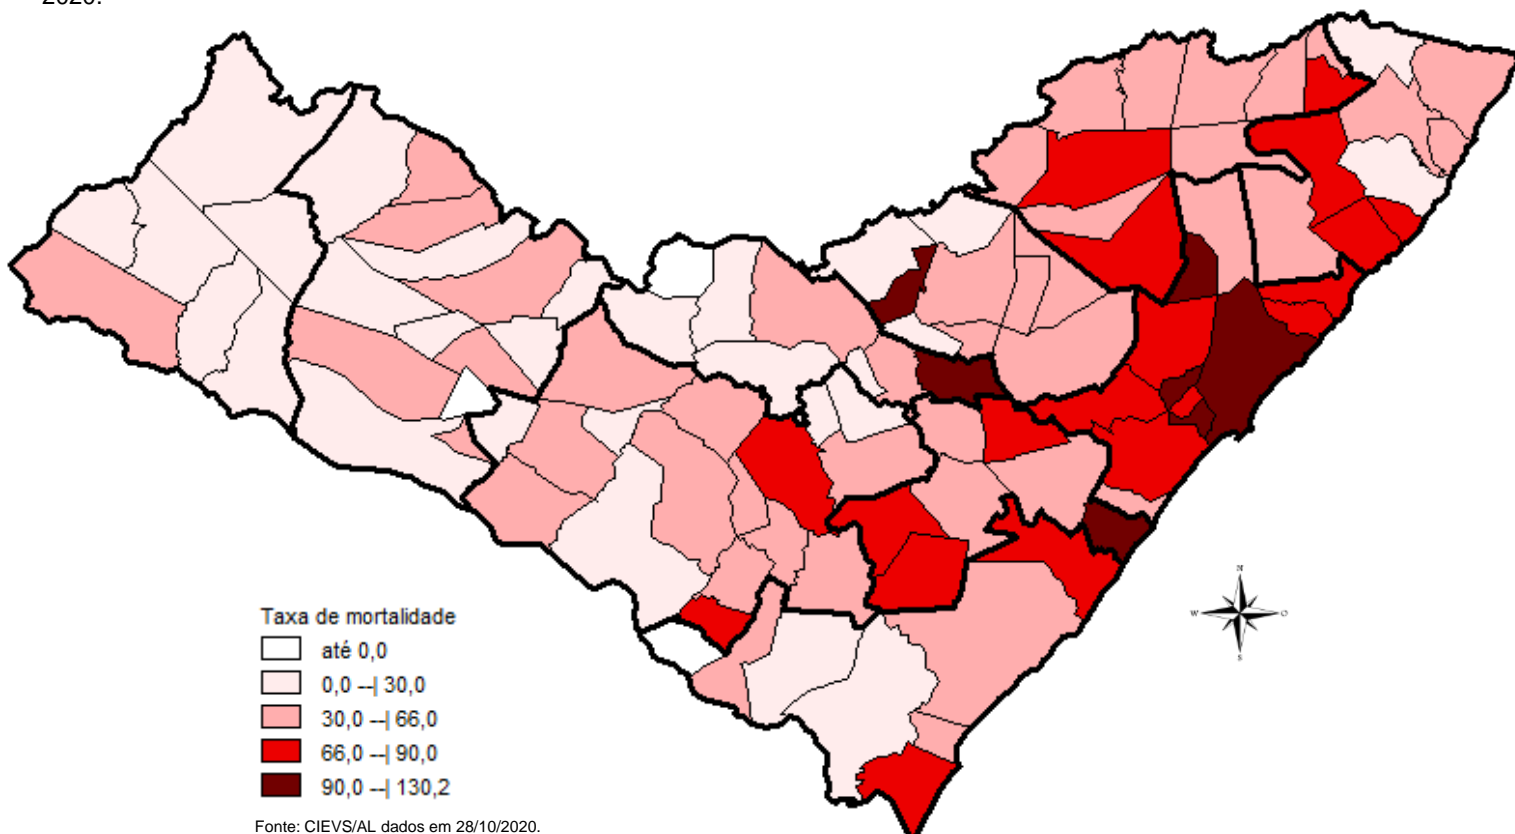 2020.
N
W
O
S
Taxa de mortalidade
até 0,0
0,0 --| 30,0
30,0 --| 66,0
66,0 --| 90,0
90,0 --| 130,2
Fonte: CIEVS/AL dados em 28/10/2020.